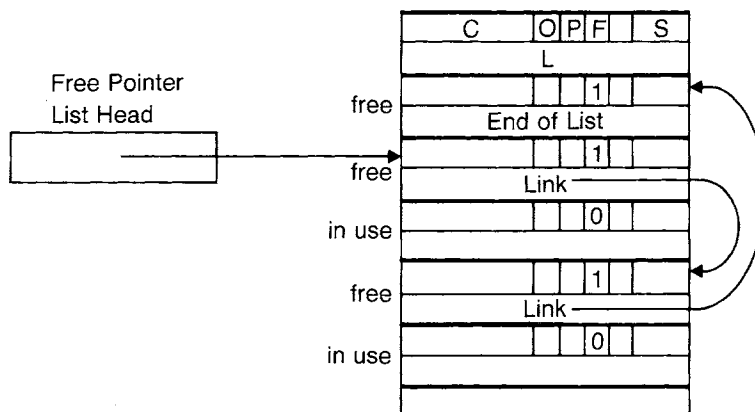 C O P F S
L
Free Pointer
List Head
free
1
End of List
free
1
Link
in use
0
free
1
Link
in use
0